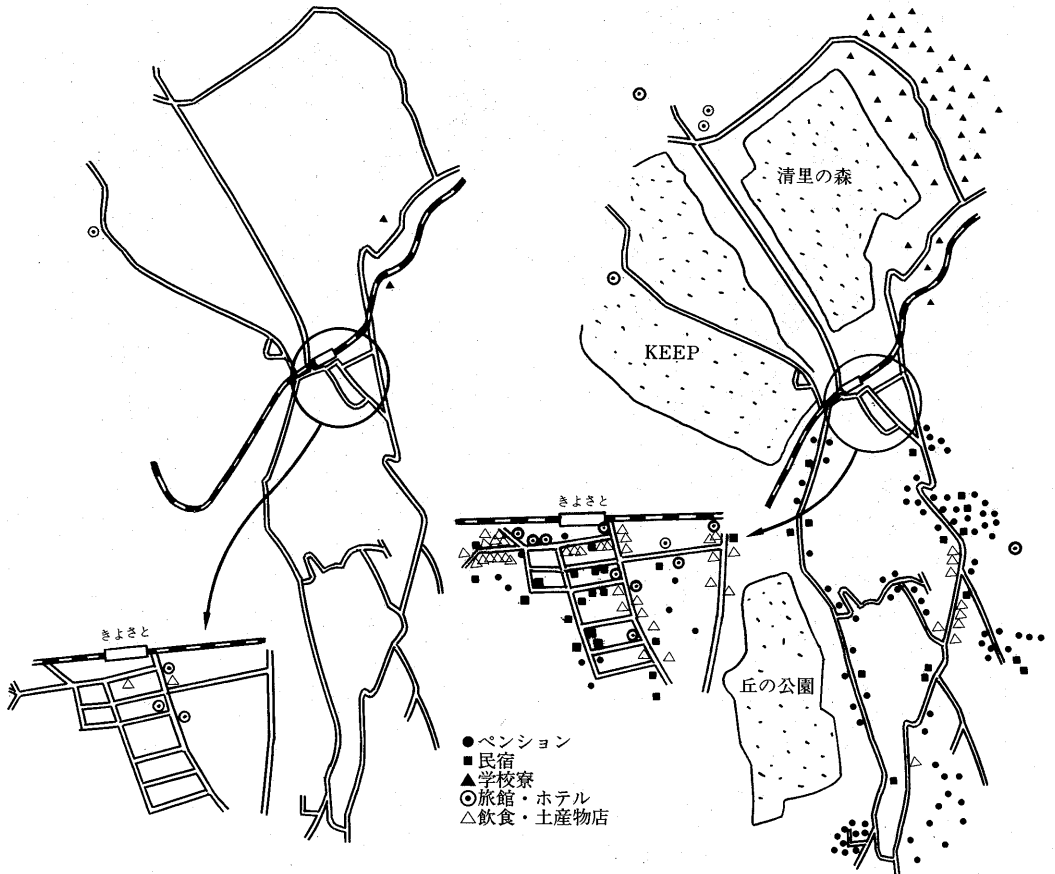 清里の森
KEEP
きよさと
きよさと
丘の公園
●ペンション
■民宿
▲学校寮
◉旅館・ホテル
△飲食・土産物店